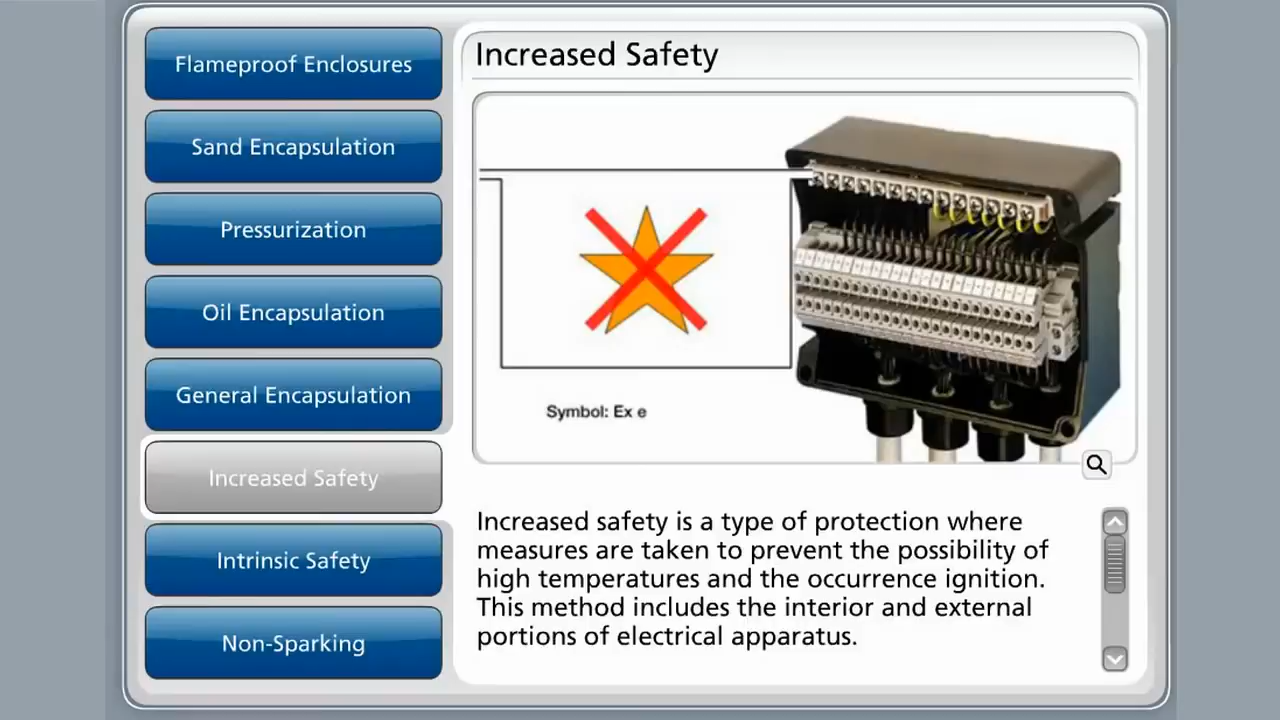 Flameproof Enclosures
Sand Encapsulation
Pressurization
Oil Encapsulation
General Encapsulation
Increased Safety
Intrinsic Safety
Non-Sparking
Increased Safety
Symbol: Ex e
Increased safety is a type of protection where
measures are taken to prevent the possibility of
high temperatures and the occurrence ignition.
This method includes the interior and external
portions of electrical apparatus.